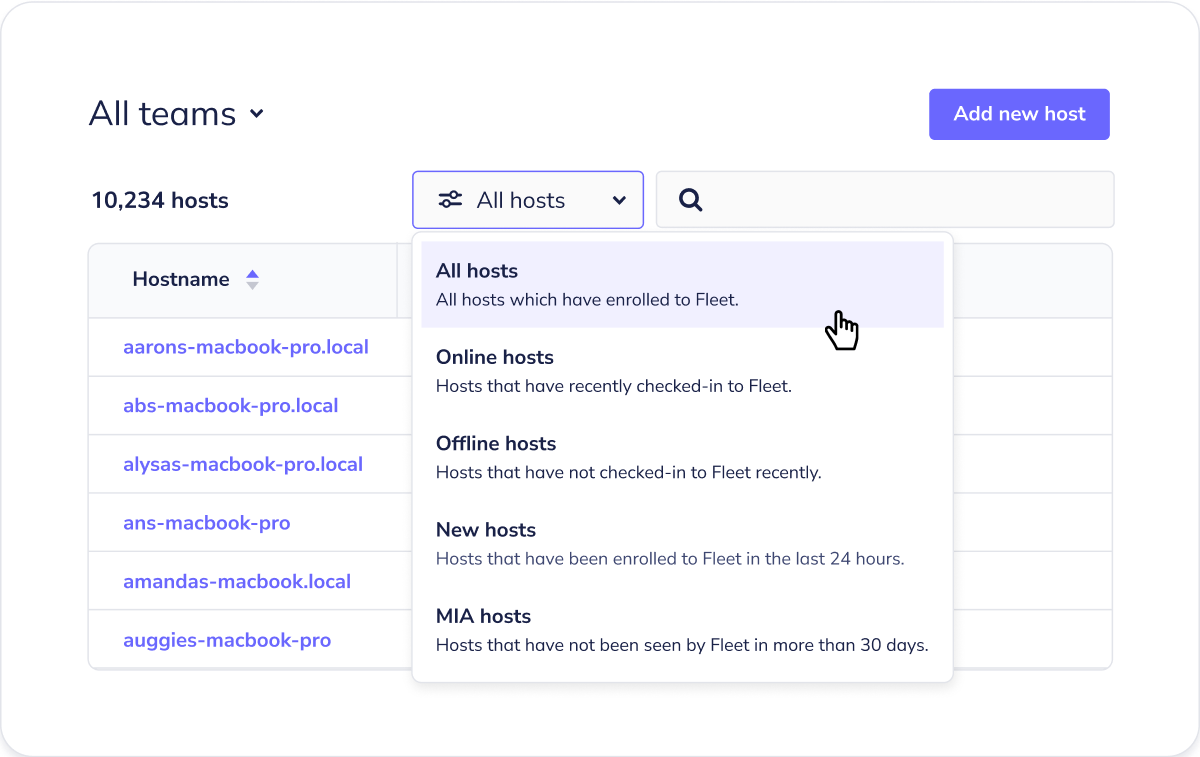 All teams
Add new host
10,234 hosts
All hosts
Hostname
All hosts
All hosts which have enrolled to Fleet.
aarons-macbook-pro.local
Online hosts
Hosts that have recently checked-in to Fleet.
abs-macbook-pro.local
Offline hosts
alysas-macbook-pro.local
Hosts that have not checked-in to Fleet recently.
ans-macbook-pro
New hosts
Hosts that have been enrolled to Fleet in the last 24 hours.
amandas-macbook.local
MIA hosts
auggies-macbook-pro
Hosts that have not been seen by Fleet in more than 30 days.